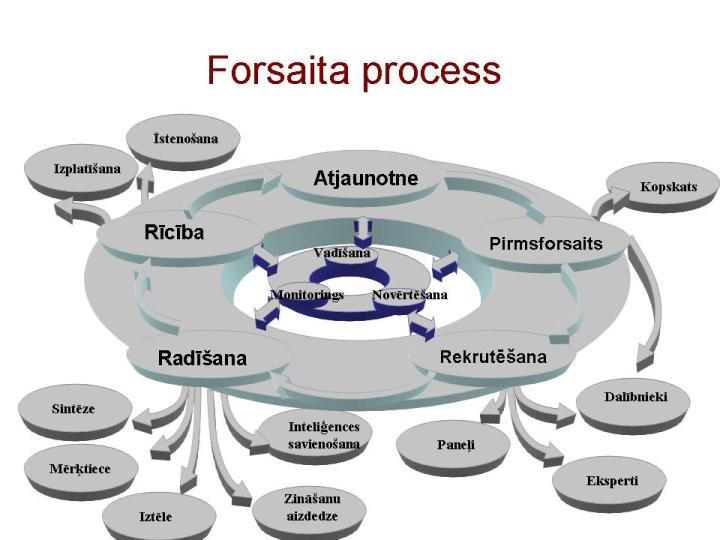 Forsaita process
Īstenošana
Izplatīšana
Atjaunotne
Kopskats
Rīcība
Pirmsforsaits
Vadīšana
Monitorings
Novērtēšana
Radīšana
Rekrutēšana
Dalībnieki
Sintēze
Inteliģences
savienošana
Paneļi
Mērķtiece
Eksperti
Zināšanu
aizdedze
Iztēle